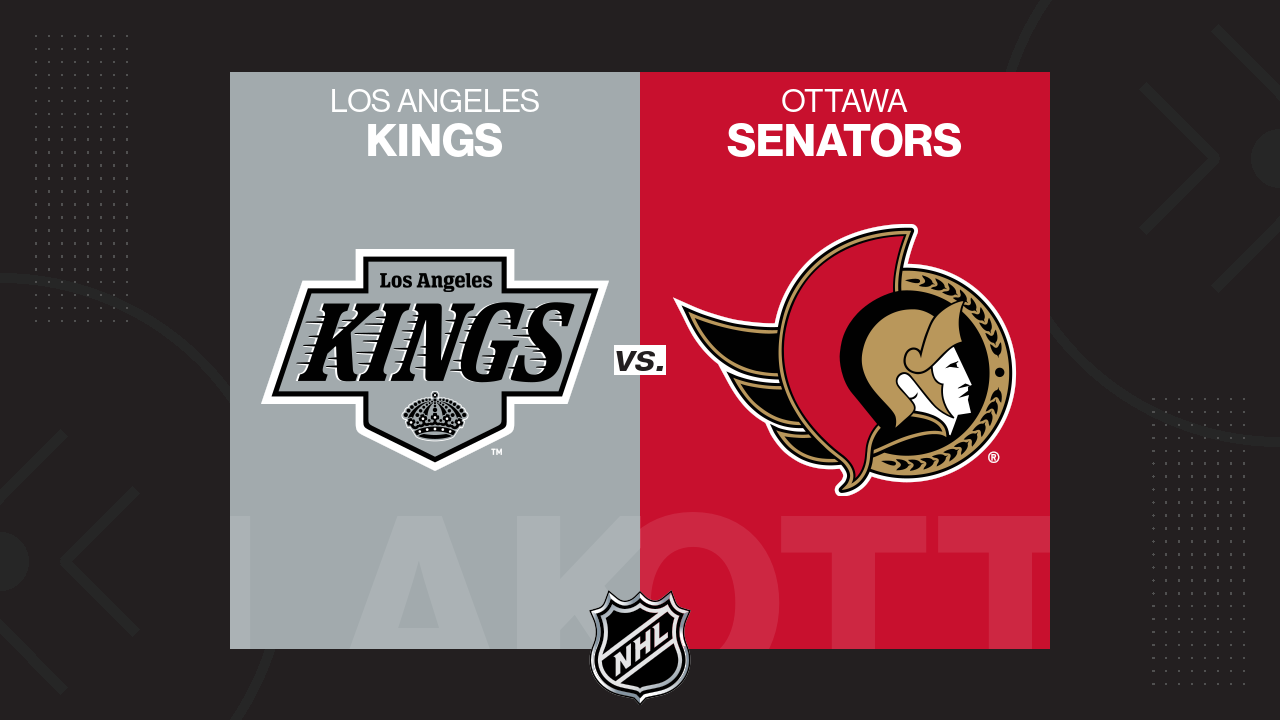 LOS ANGELES
KINGS
OTTAWA
SENATORS
Los Angeles
KINGS
TM
vs.
®
LAK
OTT
NHL